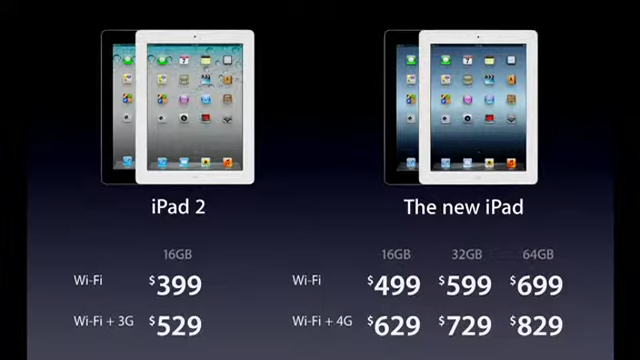 iPad 2
The new iPad
16GB
16GB 32GB 64GB
Wi-Fi $399
Wi-Fi $499 $599 $699
Wi-Fi + 3G $529
Wi-Fi + 4G $629 $729 $829